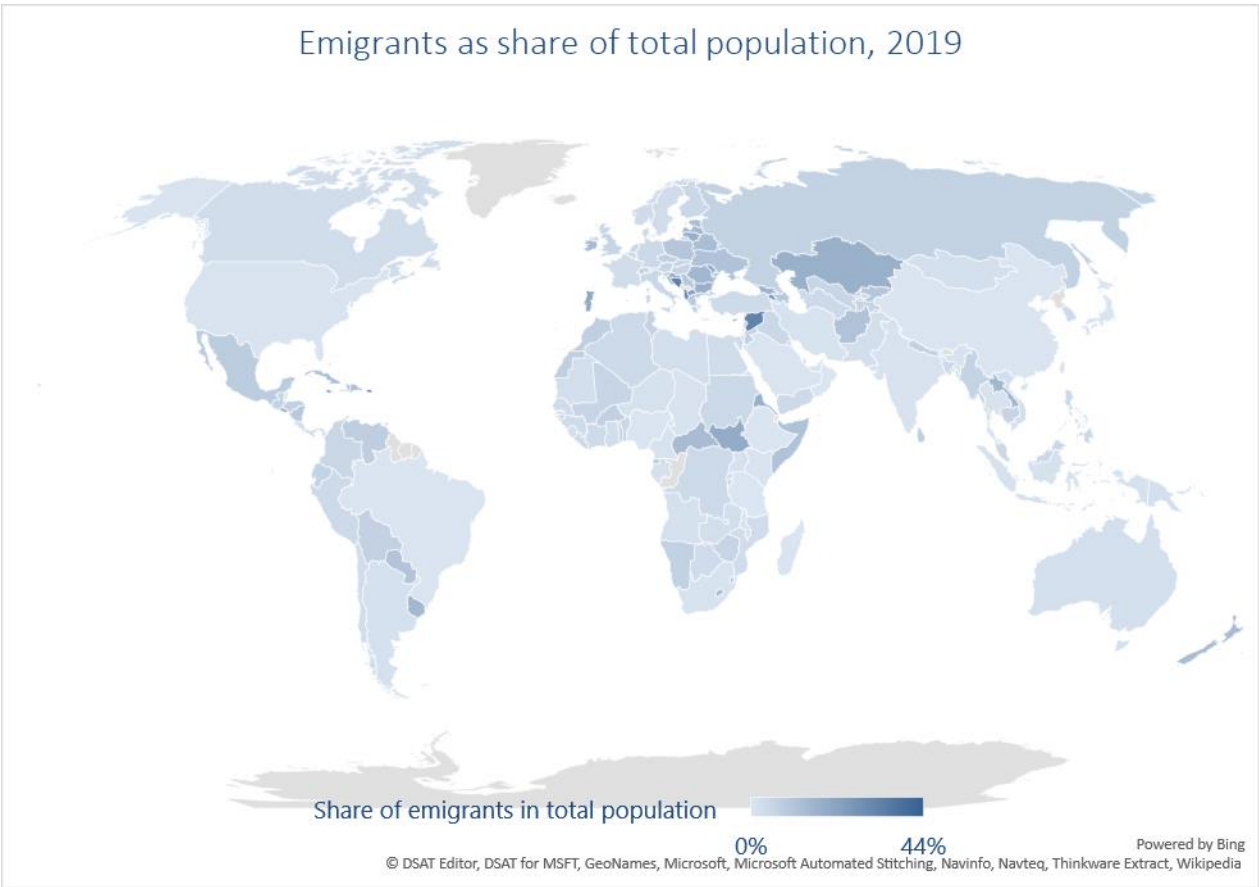 Emigrants as share of total population, 2019
Share of emigrants in total population
0%
44%
Powered by Bing
© DSAT Editor, DSAT for MSFT, GeoNames, Microsoft, Microsoft Automated Stitching, Navinfo, Navteq, Thinkware Extract, Wikipedia